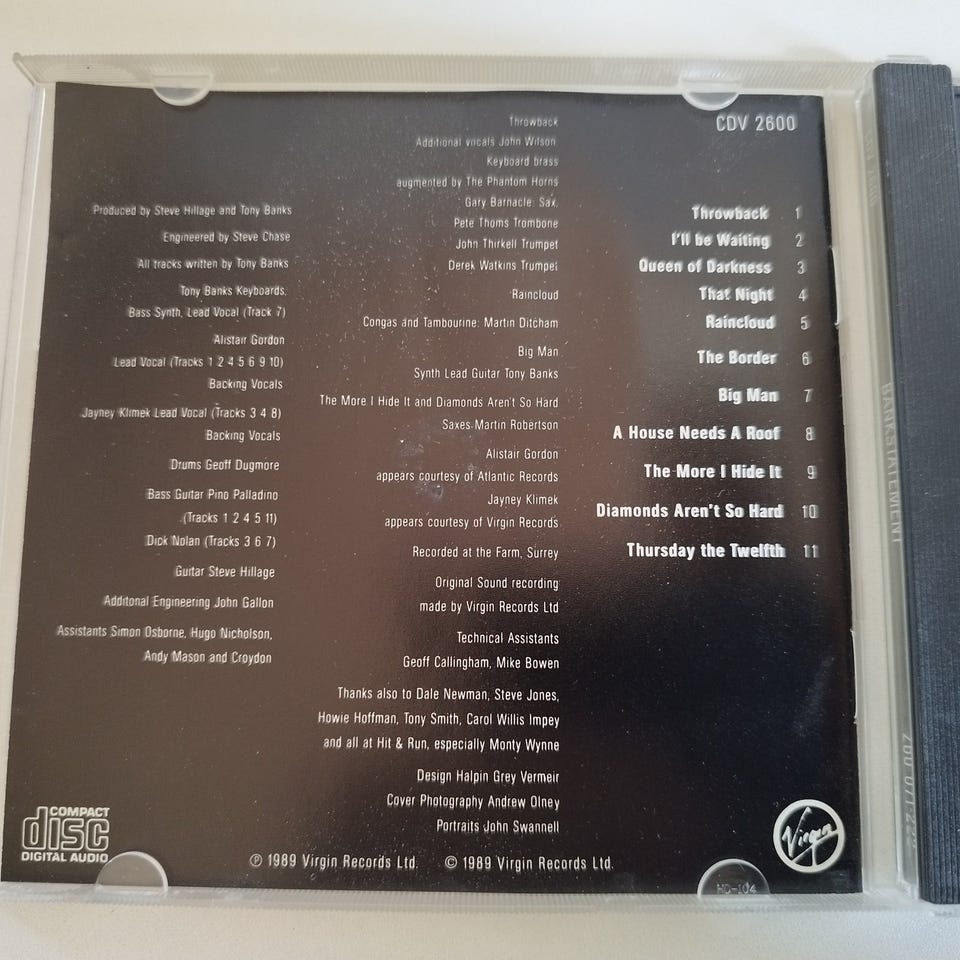 Produced by Steve Hillage and Tony Banks
Engineered by Steve Chase
All tracks written by Tony Banks
Tony Banks Keyboards,
Bass Synth, Lead Vocal (Track 7)
Alistair Gordon
Lead Vocal (Tracks 1 2 4 5 6 9 10)
Backing Vocals
Jayney Klimek Lead Vocal (Tracks 3 4 8)
Backing Vocals
Drums Geoff Dugmore
Bass Guitar Pino Palladino
(Tracks 1 2 4 5 11)
Dick Nolan (Tracks 3 6 7)
Guitar Steve Hillage
Additonal Engineering John Gallon
Assistants Simon Osborne, Hugo Nicholson,
Andy Mason and Croydon
Throwback
Additional vocals John Wilson
Keyboard brass
augmented by The Phantom Horns
Gary Barnacle: Sax,
Pete Thoms Trombone
John Thirkell Trumpet
Derek Watkins Trumpet
Raincloud
Congas and Tambourine: Martin Ditcham
Big Man
Synth Lead Guitar Tony Banks
The More I Hide It and Diamonds Aren't So Hard
Saxes Martin Robertson
Alistair Gordon
appears courtesy of Atlantic Records
Jayney Klimek
appears courtesy of Virgin Records
Recorded at the Farm, Surrey
Original Sound recording
made by Virgin Records Ltd
Technical Assistants
Geoff Callingham, Mike Bowen
Thanks also to Dale Newman, Steve Jones,
Howie Hoffman, Tony Smith, Carol Willis Impey
and all at Hit & Run, especially Monty Wynne
Design Halpin Grey Vermeir
Cover Photography Andrew Olney
Portraits John Swannell
CDV 2600
Throwback 1
I'll be Waiting 2
Queen of Darkness 3
That Night 4
Raincloud 5
The Border 6
Big Man 7
A House Needs A Roof 8
The More I Hide It 9
Diamonds Aren't So Hard 10
Thursday the Twelfth 11
COMPACT
disc
DIGITAL AUDIO
℗ 1989 Virgin Records Ltd. © 1989 Virgin Records Ltd.
Virgin
HD-104
BANKSTATEMENT